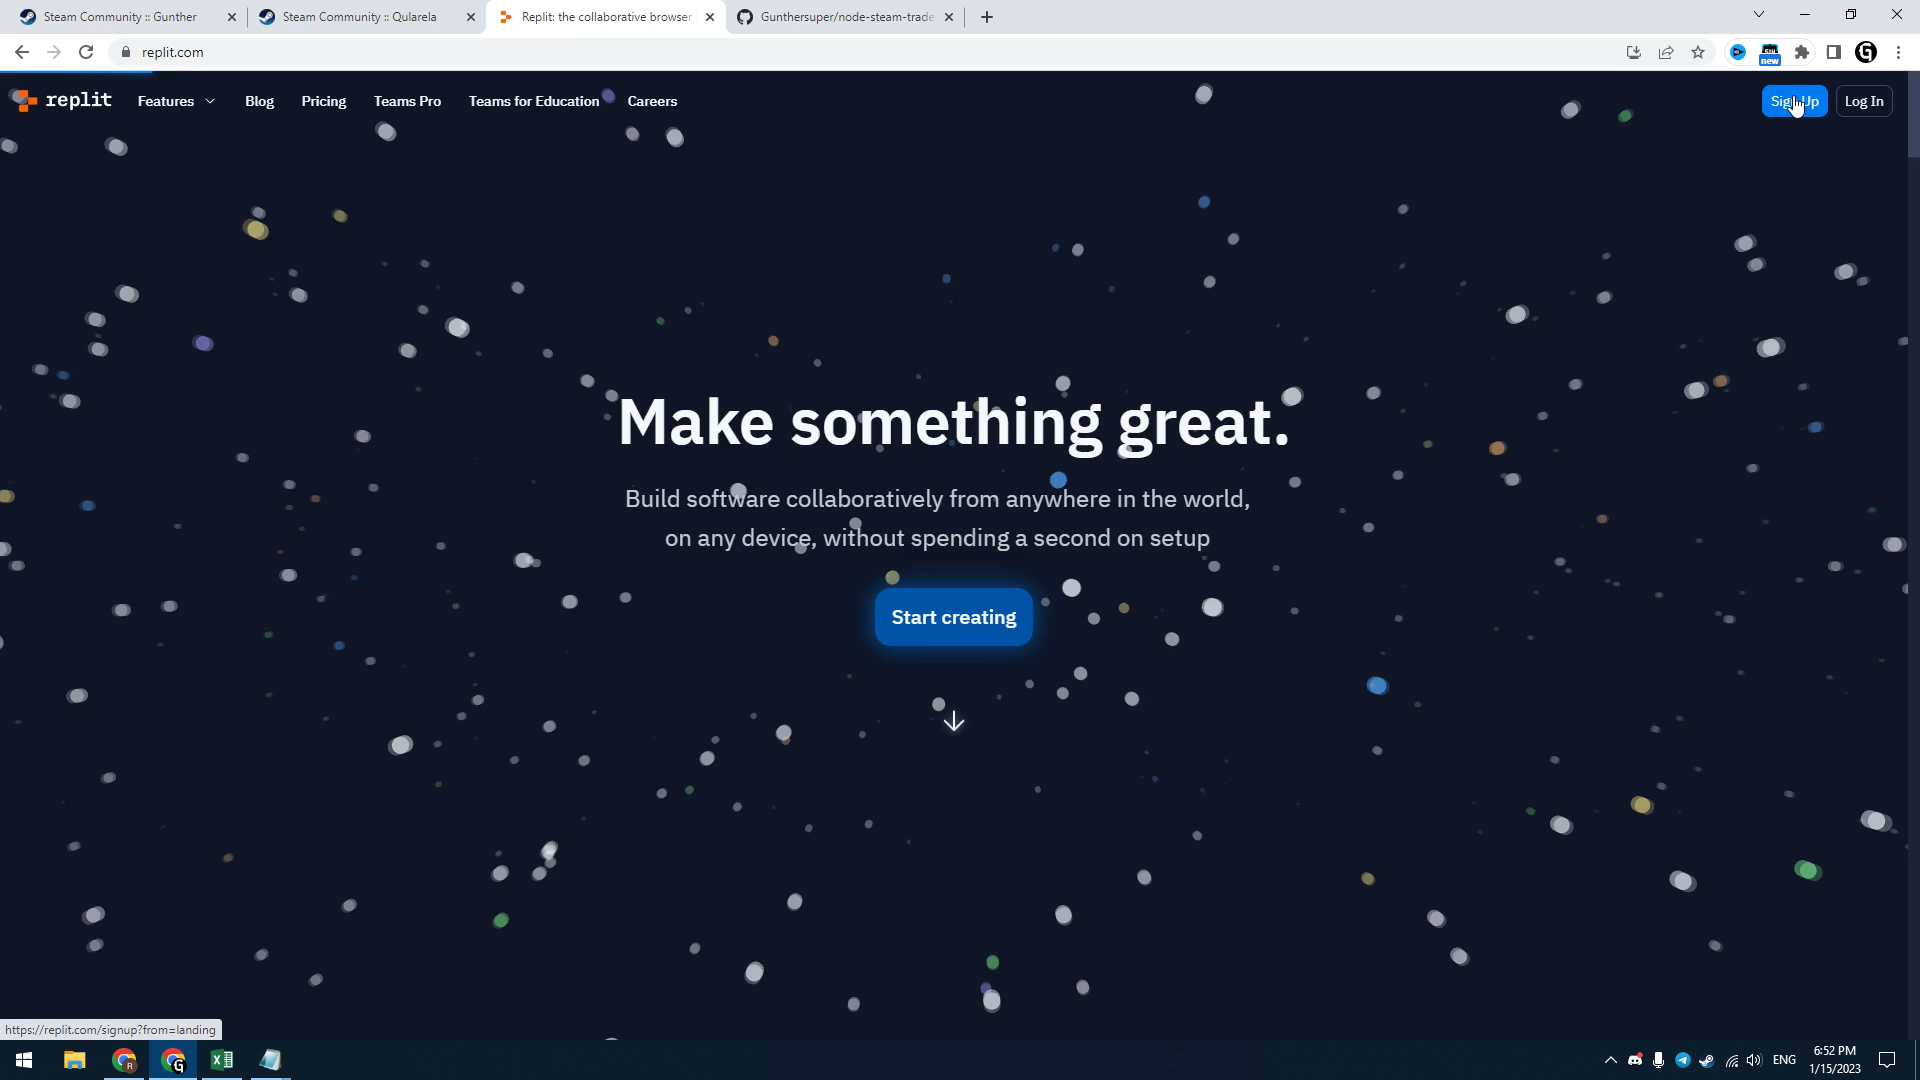 Steam Community :: Gunther
Steam Community :: Qularela
Replit: the collaborative browser
Gunthersuper/node-steam-trade
replit.com
new
replit
Features
Blog
Pricing
Teams Pro
Teams for Education
Careers
Sign Up
Log In
Make something great.
Build software collaboratively from anywhere in the world,
on any device, without spending a second on setup
Start creating
https://replit.com/signup?from=landing
ENG
6:52 PM
1/15/2023